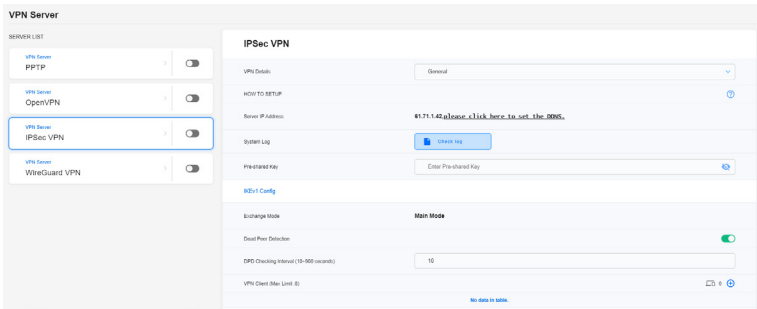 VPN Server
SERVER LIST
VPN Server
PPTP
VPN Server
OpenVPN
VPN Server
IPSec VPN
VPN Server
WireGuard VPN
IPSec VPN
VPN Details
General
HOW TO SETUP
Server IP Address
61.71.1.42,please click here to set the DDNS.
System Log
Check log
Pre-shared Key
Enter Pre-shared Key
IKEv1 Config
Exchange Mode
Main Mode
Dead Peer Detection
DPD Checking Interval (10~900 seconds)
10
VPN Client (Max Limit :8)
0
No data in table.